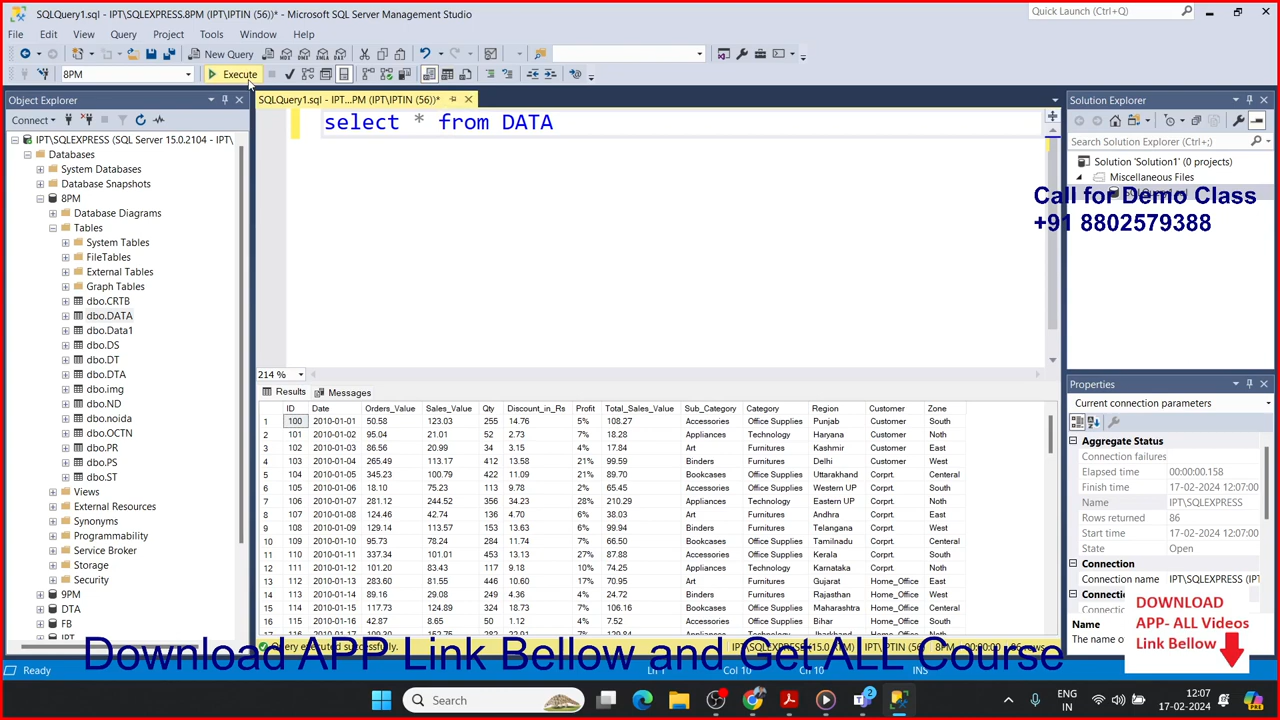 SQLQuery1.sql - IPT\SQLEXPRESS.8PM (IPT\IPTIN (56))* - Microsoft SQL Server Management Studio
Quick Launch (Ctrl+Q)
File Edit View Query Project Tools Window Help
New Query
8PM Execute
Object Explorer
Connect
IPT\SQLEXPRESS (SQL Server 15.0.2104 - IPT\
Databases
System Databases
Database Snapshots
8PM
Database Diagrams
Tables
System Tables
FileTables
External Tables
Graph Tables
dbo.CRTB
dbo.DATA
dbo.Data1
dbo.DS
dbo.DT
dbo.DTA
dbo.img
dbo.ND
dbo.noida
dbo.OCTN
dbo.PR
dbo.PS
dbo.ST
Views
External Resources
Synonyms
Programmability
Service Broker
Storage
Security
9PM
DTA
FB
SQLQuery1.sql - IPT...PM (IPT\IPTIN (56))*
select * from DATA
214 %
Results Messages
ID Date Orders_Value Sales_Value Qty Discount_in_Rs Profit Total_Sales_Value Sub_Category Category Region Customer Zone
1 100 2010-01-01 50.58 123.03 255 14.76 5% 108.27 Accessories Office Supplies Punjab Customer South
2 101 2010-01-02 95.04 21.01 52 2.73 7% 18.28 Appliances Technology Haryana Customer Noth
3 102 2010-01-03 86.56 20.99 34 3.15 4% 17.84 Art Furnitures Kashmir Customer East
4 103 2010-01-04 265.49 113.17 412 13.58 21% 99.59 Binders Furnitures Delhi Customer West
5 104 2010-01-05 345.23 100.79 422 11.09 21% 89.70 Bookcases Office Supplies Uttarakhand Corprt. Centeral
6 105 2010-01-06 18.10 75.23 113 9.78 2% 65.45 Accessories Office Supplies Western UP Corprt. South
7 106 2010-01-07 281.12 244.52 356 34.23 28% 210.29 Appliances Technology Eastern UP Corprt. Noth
8 107 2010-01-08 124.46 42.74 136 4.70 6% 38.03 Art Furnitures Andhra Corprt. East
9 108 2010-01-09 129.14 113.57 153 13.63 6% 99.94 Binders Furnitures Telangana Corprt. West
10 109 2010-01-10 95.73 78.24 284 11.74 7% 66.50 Bookcases Office Supplies Tamilnadu Corprt. Centeral
11 110 2010-01-11 337.34 101.01 453 13.13 27% 87.88 Accessories Office Supplies Kerala Corprt. South
12 111 2010-01-12 101.20 83.43 117 9.18 10% 74.25 Appliances Technology Karnataka Corprt. Noth
13 112 2010-01-13 283.60 81.55 446 10.60 17% 70.95 Art Furnitures Gujarat Home_Office East
14 113 2010-01-14 89.16 29.08 249 4.36 4% 24.72 Binders Furnitures Rajasthan Home_Office West
15 114 2010-01-15 117.73 124.89 324 18.73 16% 106.16 Bookcases Office Supplies Maharashtra Home_Office Centeral
16 115 2010-01-16 42.87 8.65 50 1.12 4% 7.52 Accessories Office Supplies Bihar Home_Office South
Query executed successfully.
Solution Explorer
Search Solution Explorer (Ctrl+;)
Solution 'Solution1' (0 projects)
Miscellaneous Files
Call for Demo Class
+91 8802579388
Properties
Current connection parameters
Aggregate Status
Connection failures
Elapsed time 00:00:00.158
Finish time 17-02-2024 12:07:00
Name IPT\SQLEXPRESS
Rows returned 86
Start time 17-02-2024 12:07:00
State Open
Connection
Connection name IPT\SQLEXPRESS (IPT
Name
The name o
DOWNLOAD
APP- ALL Videos
Link Bellow
Download APP Link Bellow and Get ALL Course
Ready Col 10 INS
Search
2
ENG
IN
12:07
17-02-2024